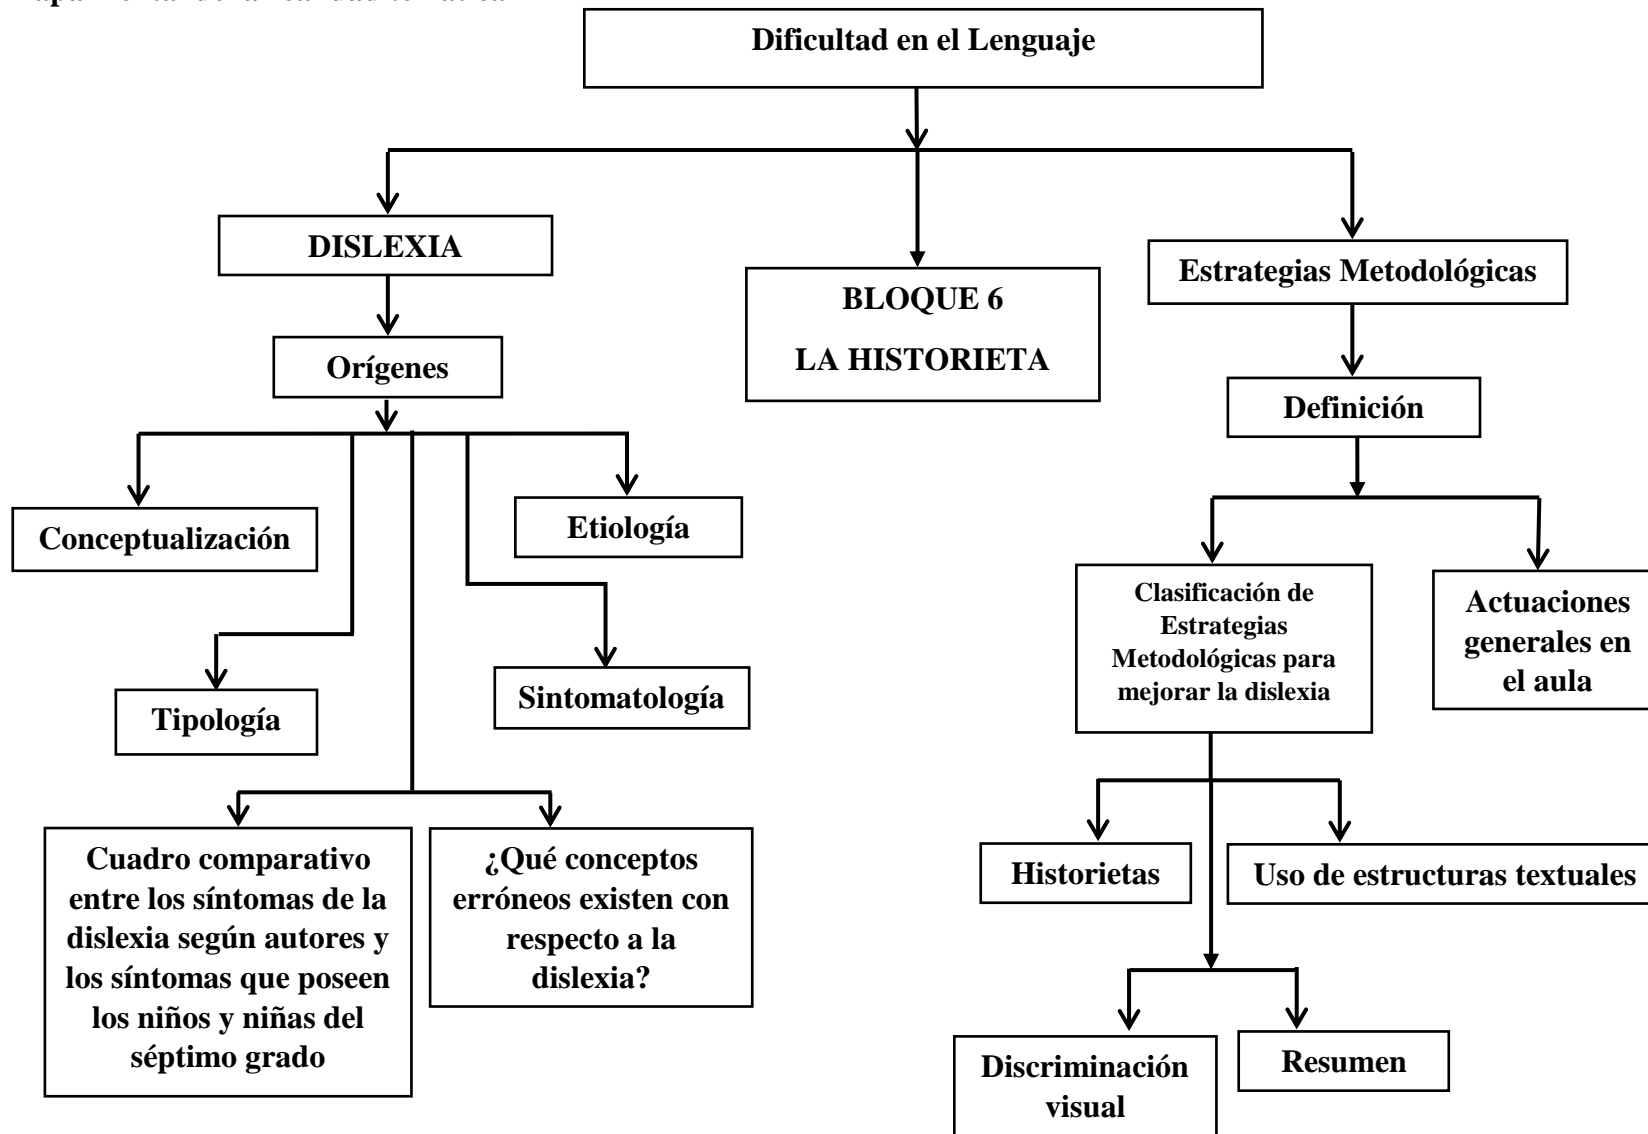 Dificultad en el Lenguaje
DISLEXIA
Estrategias Metodológicas
BLOQUE 6
LA HISTORIETA
Orígenes
Definición
Conceptualización
Etiología
Clasificación de
Estrategias
Metodológicas para
mejorar la dislexia
Actuaciones
generales en
el aula
Tipología
Sintomatología
Cuadro comparativo
entre los síntomas de la
dislexia según autores y
los síntomas que poseen
los niños y niñas del
séptimo grado
¿Qué conceptos
erróneos existen con
respecto a la
dislexia?
Historietas
Uso de estructuras textuales
Discriminación
visual
Resumen